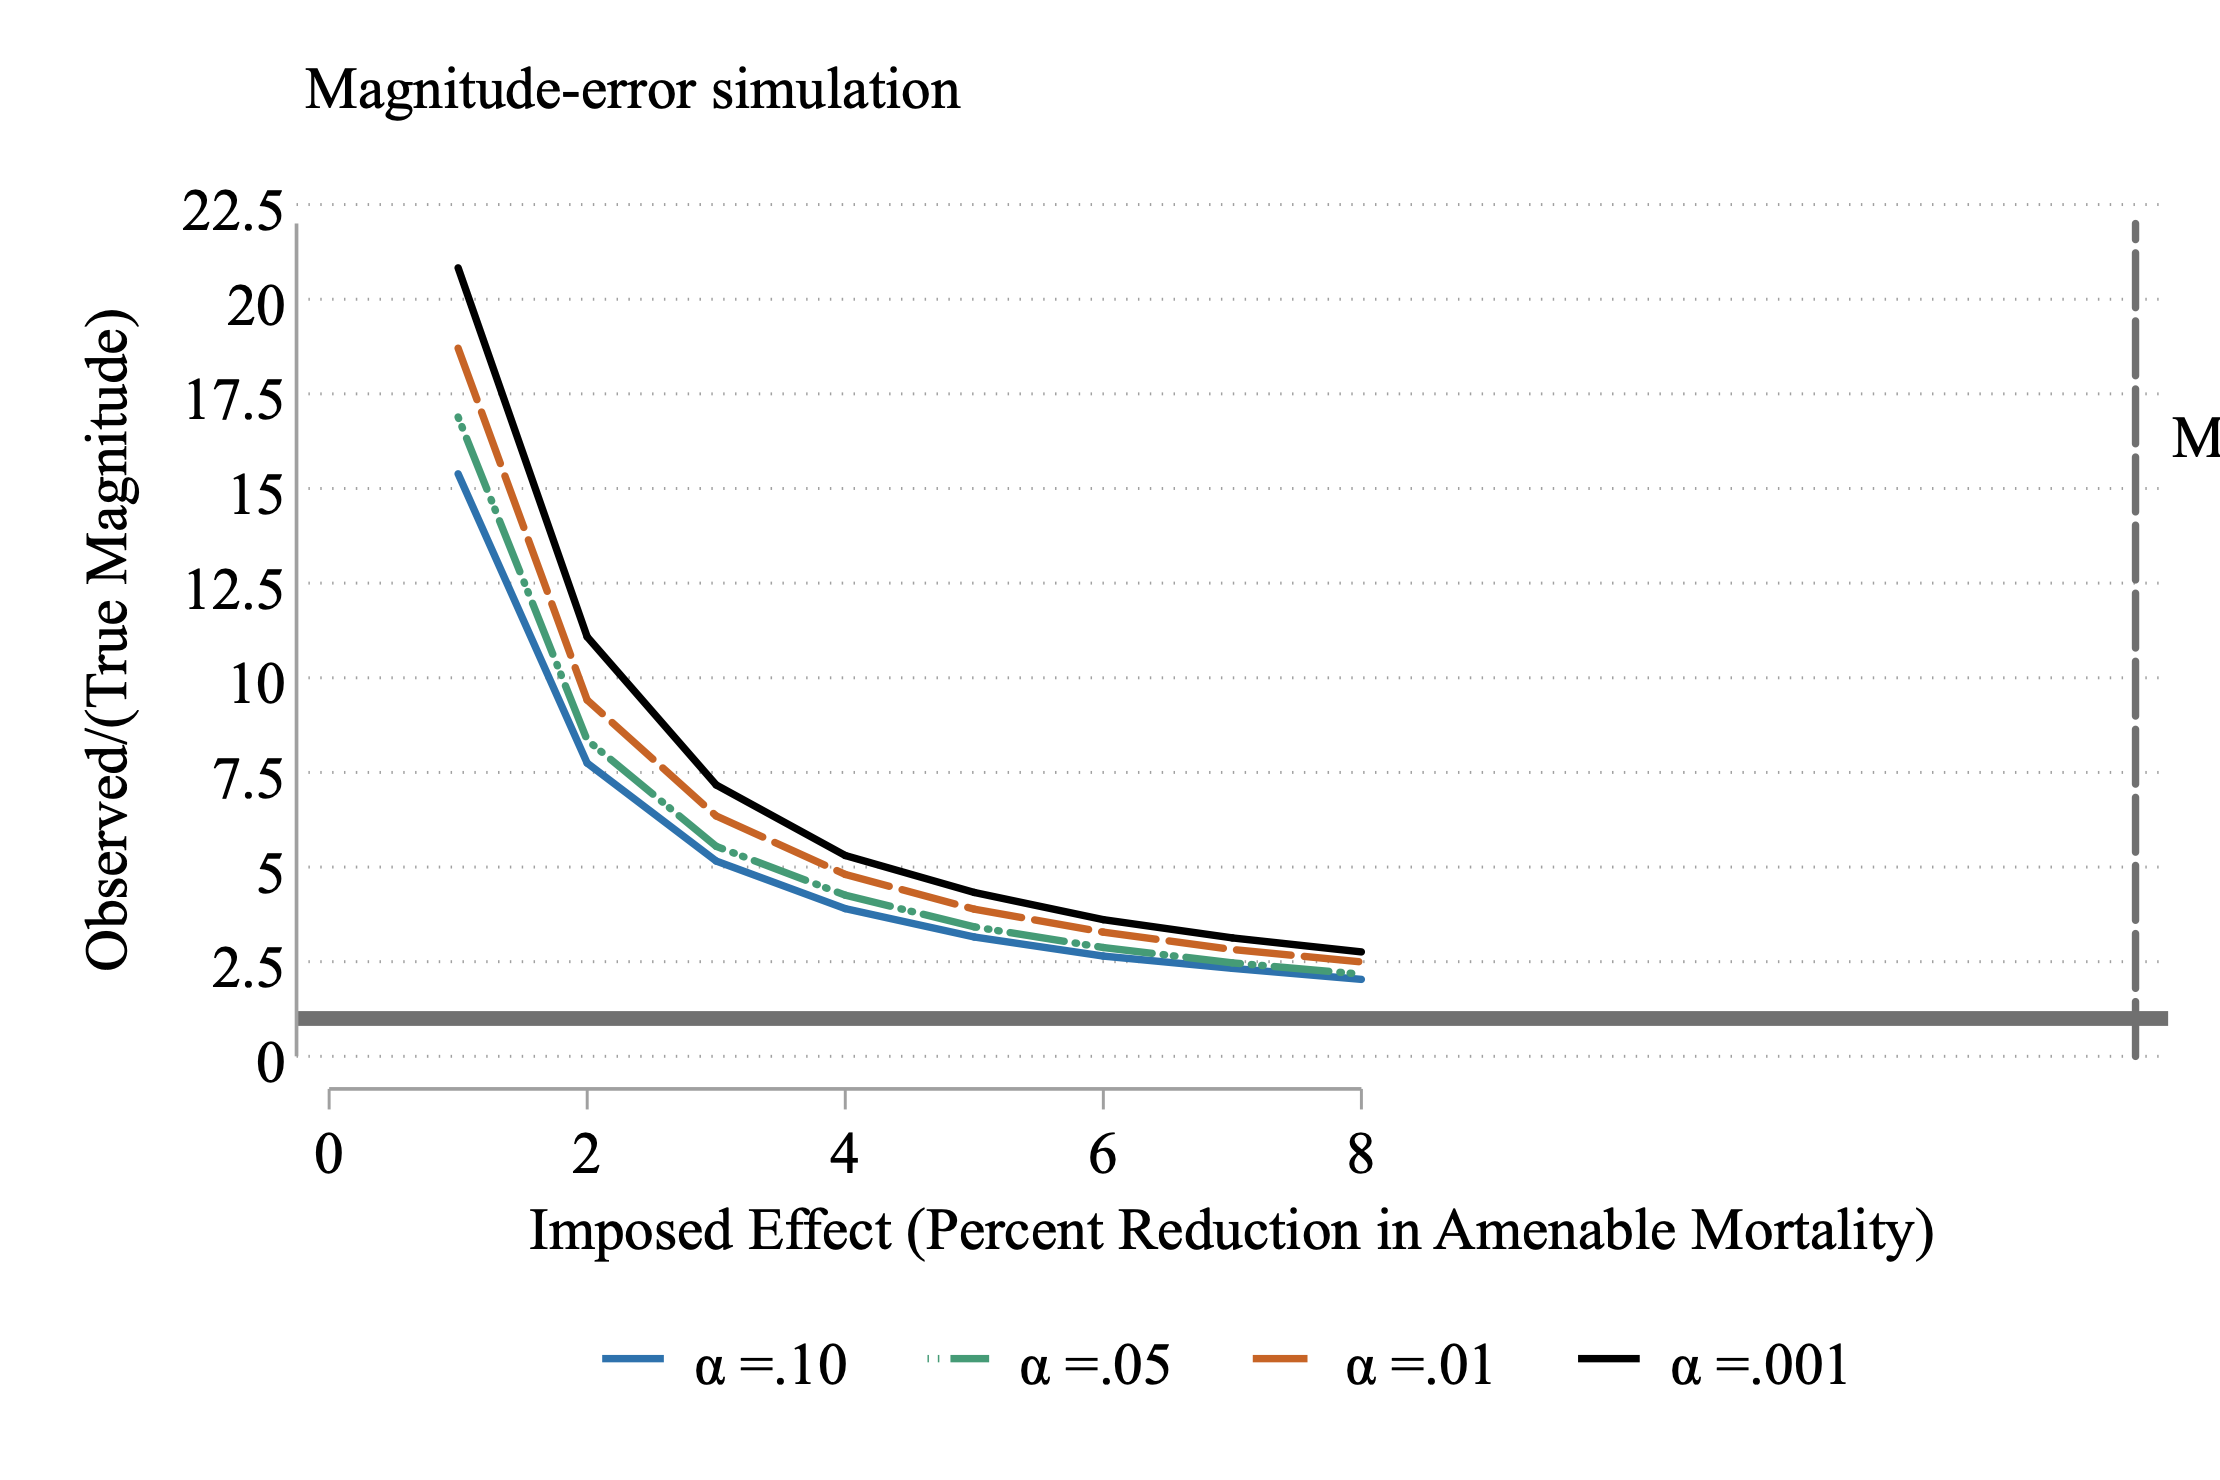 Magnitude-error simulation
Observed/(True Magnitude)
22.5
20
17.5
15
12.5
10
7.5
5
2.5
0
M
0 2 4 6 8
Imposed Effect (Percent Reduction in Amenable Mortality)
α =.10 α =.05 α =.01 α =.001